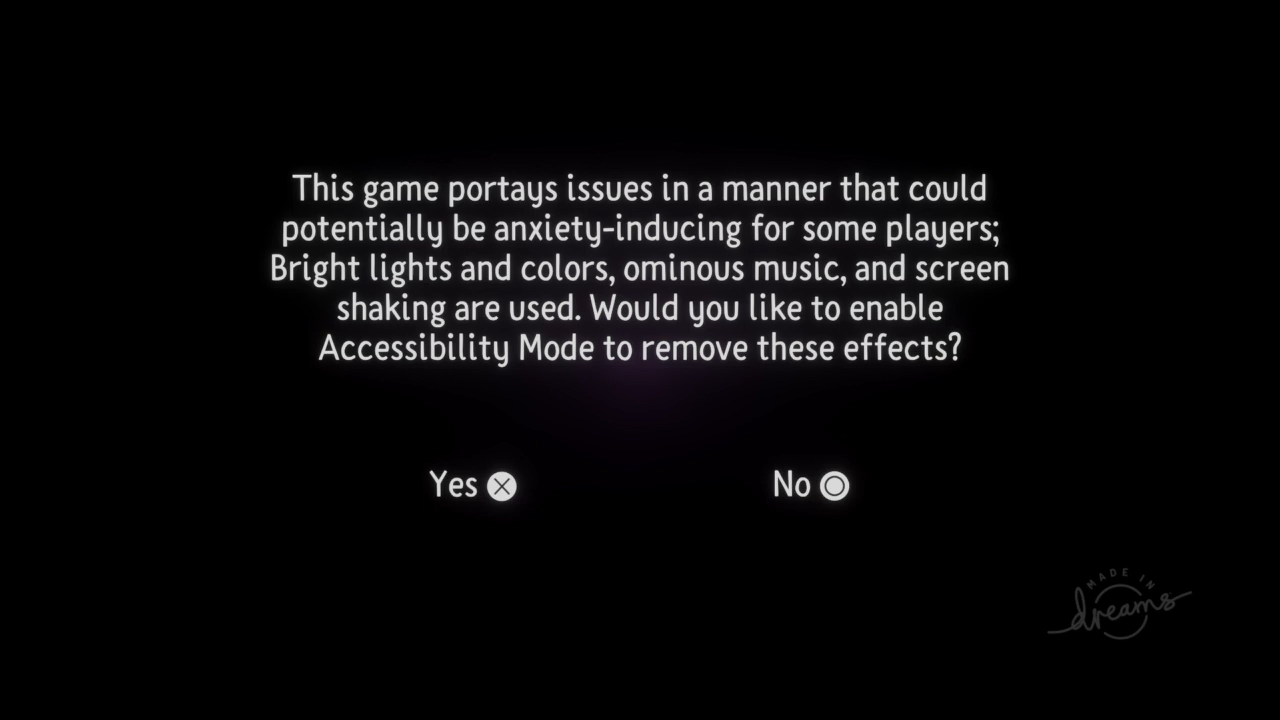 This game portays issues in a manner that could
potentially be anxiety-inducing for some players;
Bright lights and colors, ominous music, and screen
shaking are used. Would you like to enable
Accessibility Mode to remove these effects?
Yes
No
MADE IN
dreams